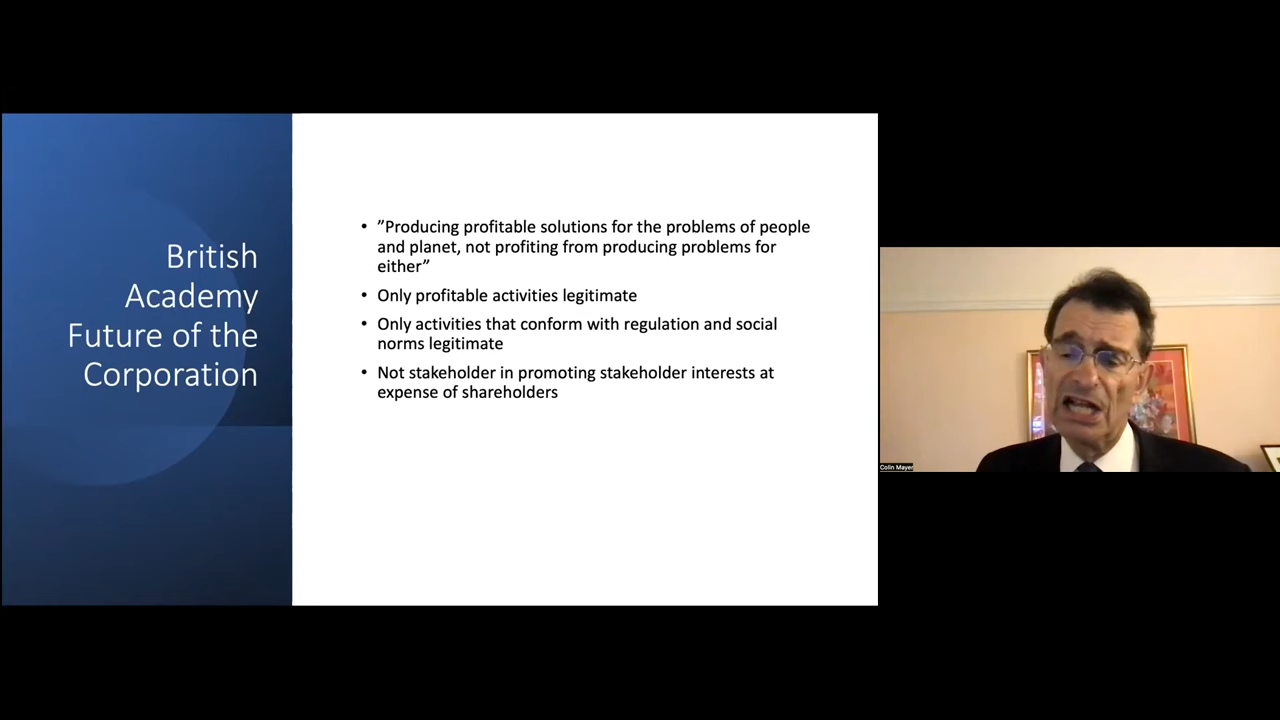 British
Academy
Future of the
Corporation
• ”Producing profitable solutions for the problems of people
and planet, not profiting from producing problems for
either”
• Only profitable activities legitimate
• Only activities that conform with regulation and social
norms legitimate
• Not stakeholder in promoting stakeholder interests at
expense of shareholders
Colin Mayer